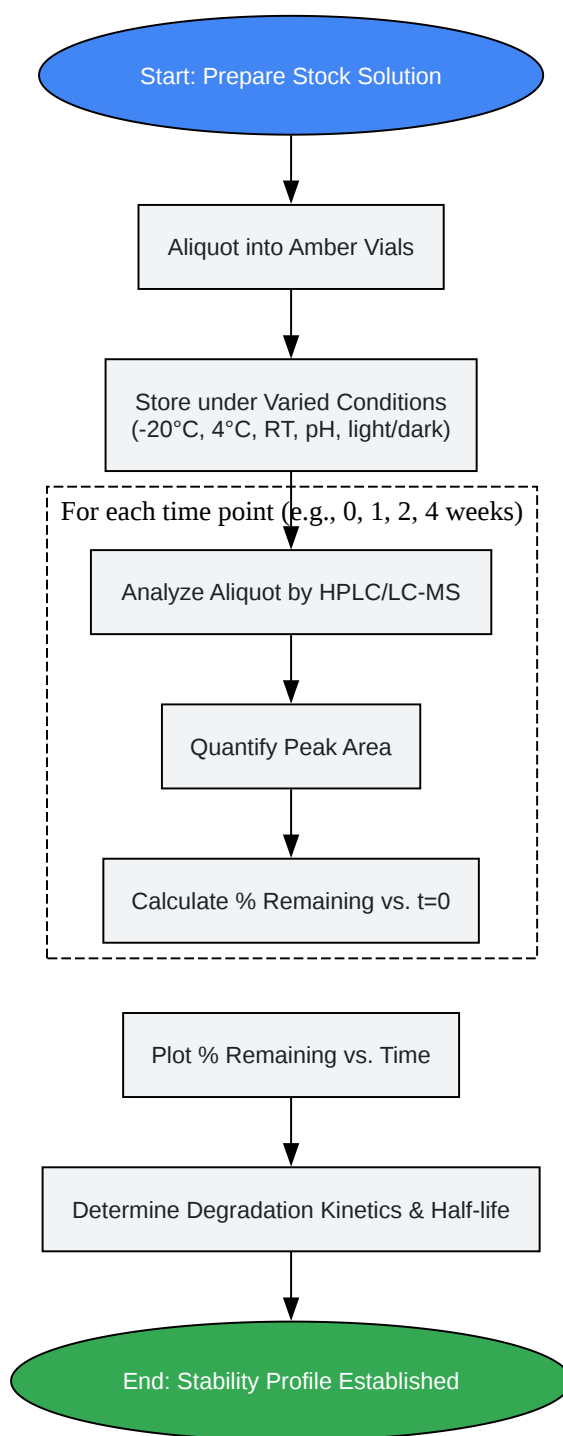 Start: Prepare Stock Solution
Aliquot into Amber Vials
Store under Varied Conditions
(-20°C, 4°C, RT, pH, light/dark)
For each time point (e.g., 0, 1, 2, 4 weeks)
Analyze Aliquot by HPLC/LC-MS
Quantify Peak Area
Calculate % Remaining vs. t=0
Plot % Remaining vs. Time
Determine Degradation Kinetics & Half-life
End: Stability Profile Established